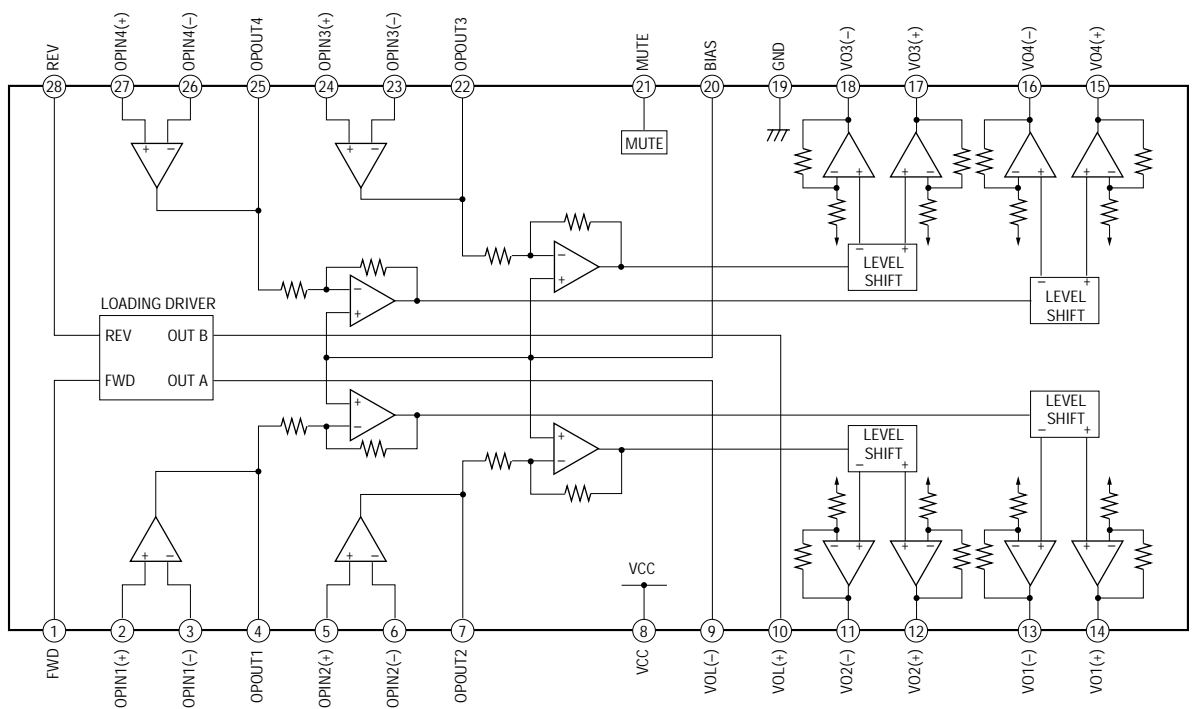 REV
OPIN4(+)
OPIN4(−)
OPOUT4
OPIN3(+)
OPIN3(−)
OPOUT3
MUTE
BIAS
GND
VO3(−)
VO3(+)
VO4(−)
VO4(+)
28 27 26 25 24 23 22 21 20 19 18 17 16 15
MUTE
+ − + −
− + + −
− + + −
− +
− +
LEVEL
SHIFT
− +
LEVEL
SHIFT
− +
− +
LOADING DRIVER
REV OUT B
FWD OUT A
+ −
+ −
LEVEL
SHIFT
− +
LEVEL
SHIFT
− +
− + + −
− + + −
+ − + −
VCC
1 2 3 4 5 6 7 8 9 10 11 12 13 14
FWD
OPIN1(+)
OPIN1(−)
OPOUT1
OPIN2(+)
OPIN2(−)
OPOUT2
VCC
VOL(−)
VOL(+)
VO2(−)
VO2(+)
VO1(−)
VO1(+)